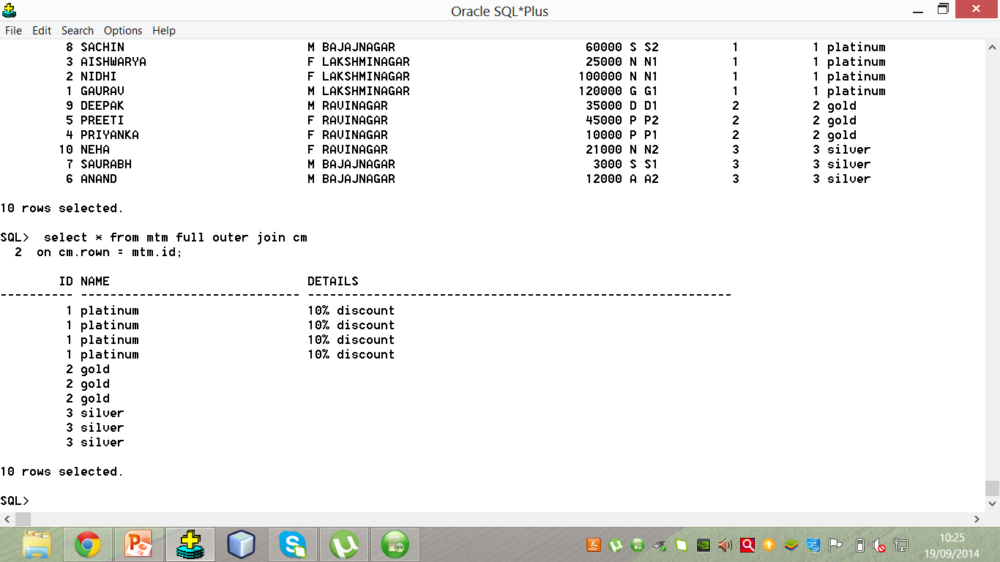 Oracle SQL*Plus
File Edit Search Options Help
8 SACHIN M BAJAJNAGAR 60000 S S2 1 1 platinum
3 AISHWARYA F LAKSHMINAGAR 25000 N N1 1 1 platinum
2 NIDHI F LAKSHMINAGAR 100000 N N1 1 1 platinum
1 GAURAV M LAKSHMINAGAR 120000 G G1 1 1 platinum
9 DEEPAK M RAVINAGAR 35000 D D1 2 2 gold
5 PREETI F RAVINAGAR 45000 P P2 2 2 gold
4 PRIYANKA F RAVINAGAR 10000 P P1 2 2 gold
10 NEHA F RAVINAGAR 21000 N N2 3 3 silver
7 SAURABH M BAJAJNAGAR 3000 S S1 3 3 silver
6 ANAND M BAJAJNAGAR 12000 A A2 3 3 silver
10 rows selected.
SQL> select * from mtm full outer join cm
2 on cm.rown = mtm.id;
ID NAME DETAILS
---------- ------------------------------ ----------------------------------------------------------
1 platinum 10% discount
1 platinum 10% discount
1 platinum 10% discount
1 platinum 10% discount
2 gold
2 gold
2 gold
3 silver
3 silver
3 silver
10 rows selected.
SQL>
10:25
19/09/2014